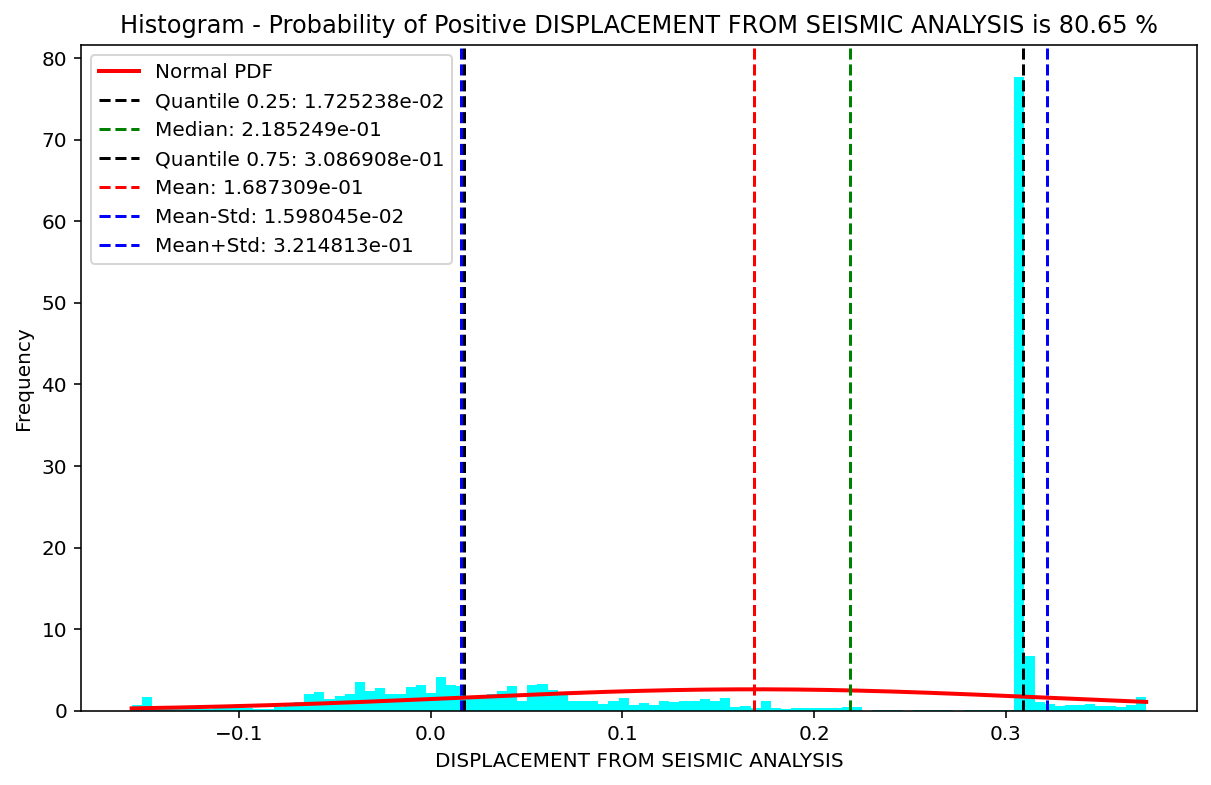 Histogram - Probability of Positive DISPLACEMENT FROM SEISMIC ANALYSIS is 80.65 %
Normal PDF
Quantile 0.25: 1.725238e-02
Median: 2.185249e-01
Quantile 0.75: 3.086908e-01
Mean: 1.687309e-01
Mean-Std: 1.598045e-02
Mean+Std: 3.214813e-01
Frequency
80
70
60
50
40
30
20
10
0
−0.1 0.0 0.1 0.2 0.3
DISPLACEMENT FROM SEISMIC ANALYSIS